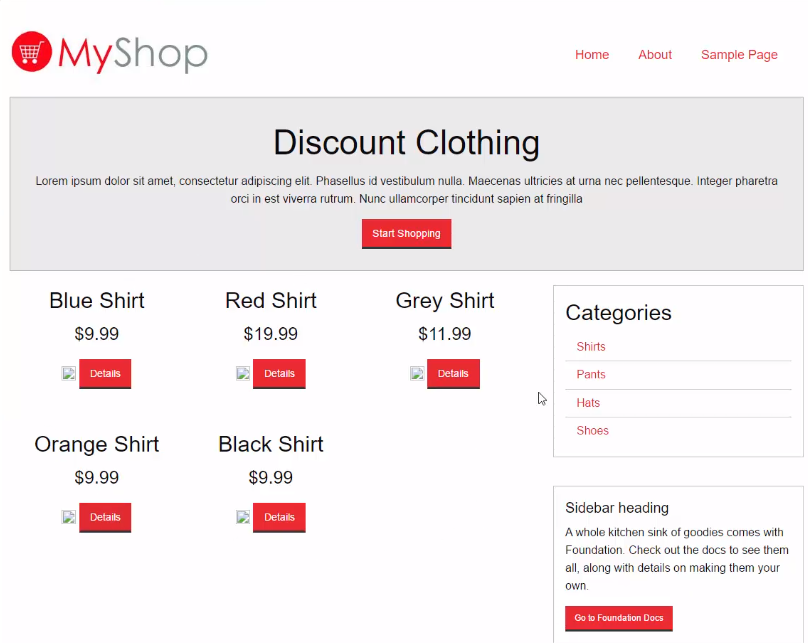 MyShop
Home About Sample Page
Discount Clothing
Lorem ipsum dolor sit amet, consectetur adipiscing elit. Phasellus id vestibulum nulla. Maecenas ultricies at urna nec pellentesque. Integer pharetra
orci in est viverra rutrum. Nunc ullamcorper tincidunt sapien at fringilla
Start Shopping
Blue Shirt
$9.99
Details
Red Shirt
$19.99
Details
Grey Shirt
$11.99
Details
Orange Shirt
$9.99
Details
Black Shirt
$9.99
Details
Categories
Shirts
Pants
Hats
Shoes
Sidebar heading
A whole kitchen sink of goodies comes with
Foundation. Check out the docs to see them
all, along with details on making them your
own.
Go to Foundation Docs